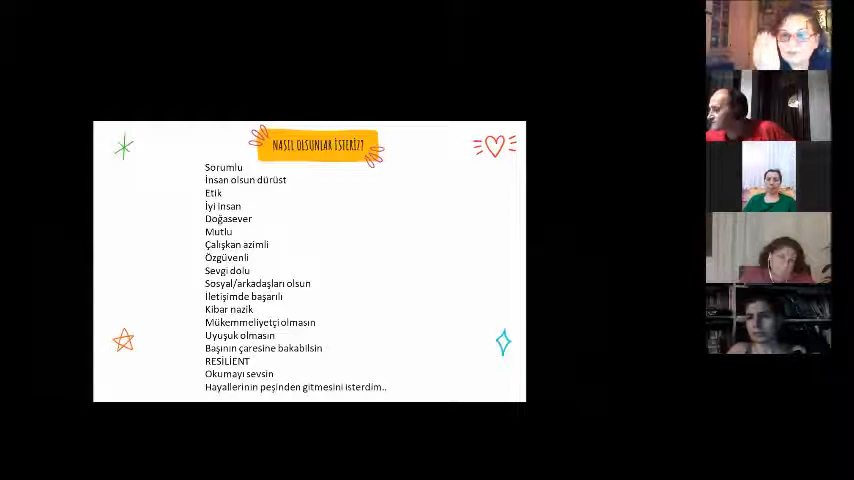 NASIL OLSUNLAR İSTERİZ?
Sorumlu
İnsan olsun dürüst
Etik
İyi insan
Doğasever
Mutlu
Çalışkan azimli
Özgüvenli
Sevgi dolu
Sosyal/arkadaşları olsun
İletişimde başarılı
Kibar nazik
Mükemmeliyetçi olmasın
Uyuşuk olmasın
Başının çaresine bakabilsin
RESİLİENT
Okumayı sevsin
Hayallerinin peşinden gitmesini isterdim..